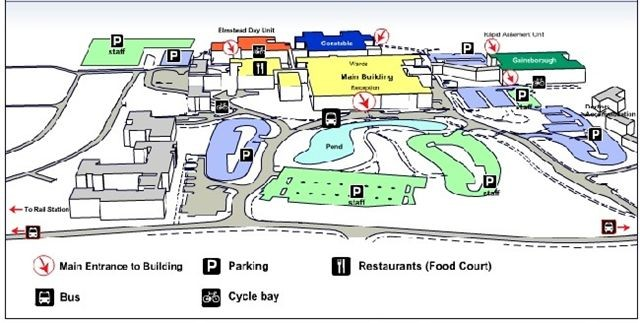 Elmstead Day Unit
Constable
Rapid Assessment Unit
P
staff
P
P
Gainsborough
Wards
Main Building
Reception
P
staff
P
Pond
P
P
staff
P
staff
To Rail Station
Main Entrance to Building
P Parking
Restaurants (Food Court)
Bus
Cycle bay